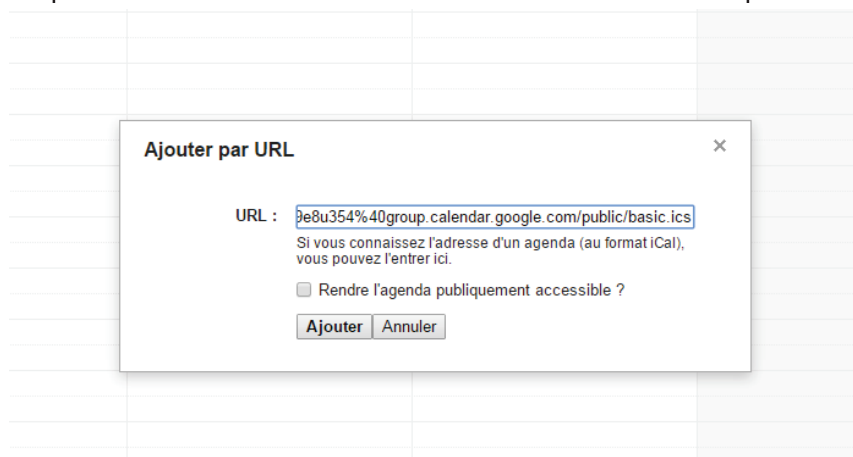 Ajouter par URL
URL :
9e8u354%40group.calendar.google.com/public/basic.ics
Si vous connaissez l'adresse d'un agenda (au format iCal),
vous pouvez l'entrer ici.
Rendre l'agenda publiquement accessible ?
Ajouter Annuler